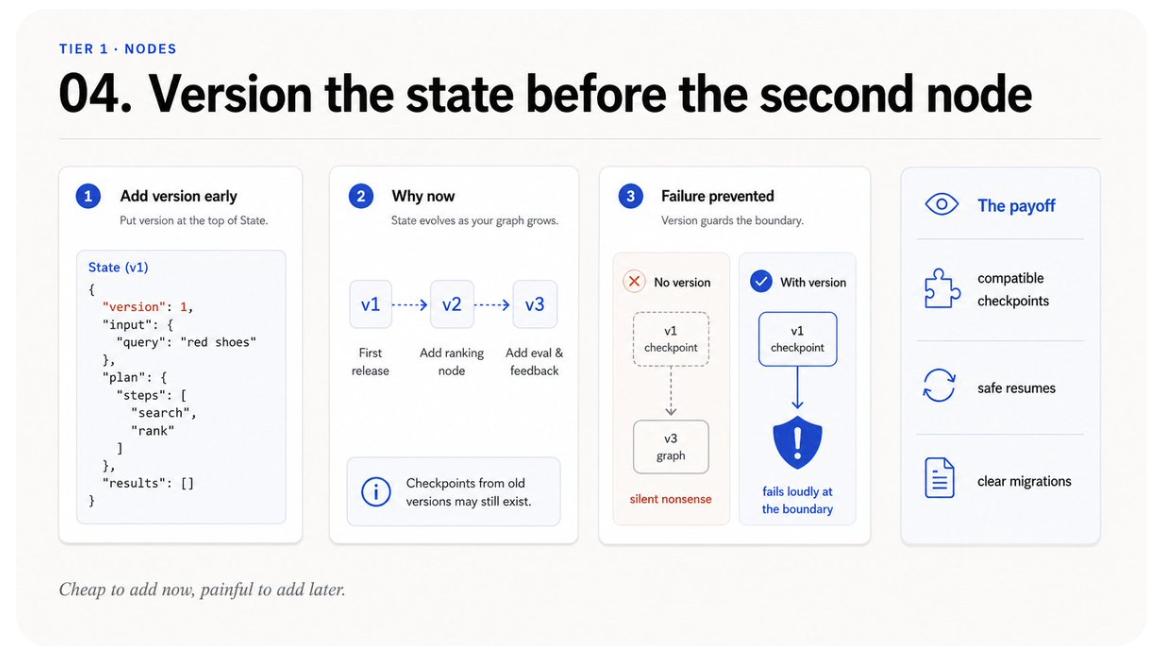 TIER 1 · NODES
04. Version the state before the second node
1
Add version early
Put version at the top of State.
State (v1)
{
  "version": 1,
  "input": {
    "query": "red shoes"
  },
  "plan": {
    "steps": [
      "search",
      "rank"
    ]
  },
  "results": []
}
2
Why now
State evolves as your graph grows.
v1
v2
v3
First
release
Add ranking
node
Add eval &
feedback
Checkpoints from old
versions may still exist.
3
Failure prevented
Version guards the boundary.
No version
v1
checkpoint
v3
graph
silent nonsense
With version
v1
checkpoint
fails loudly at
the boundary
The payoff
compatible
checkpoints
safe resumes
clear migrations
Cheap to add now, painful to add later.